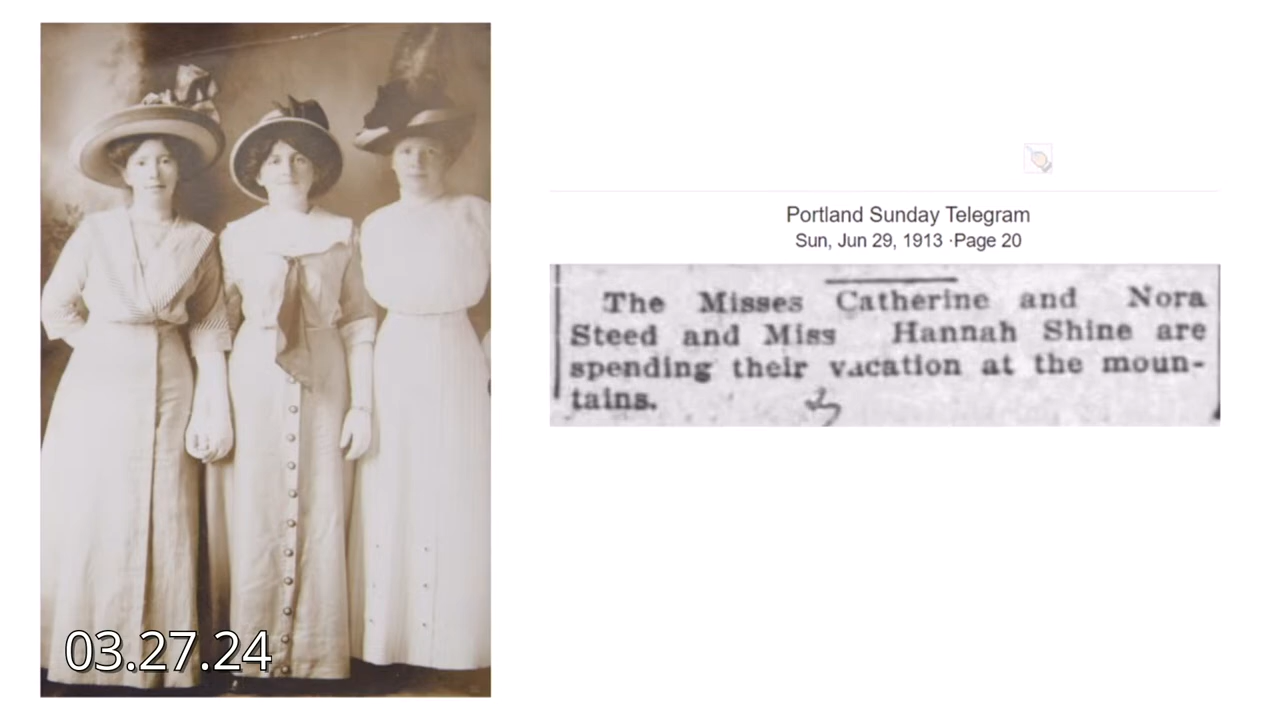 Portland Sunday Telegram
Sun, Jun 29, 1913 ·Page 20
The Misses Catherine and Nora
Steed and Miss Hannah Shine are
spending their vacation at the moun-
tains.
03.27.24